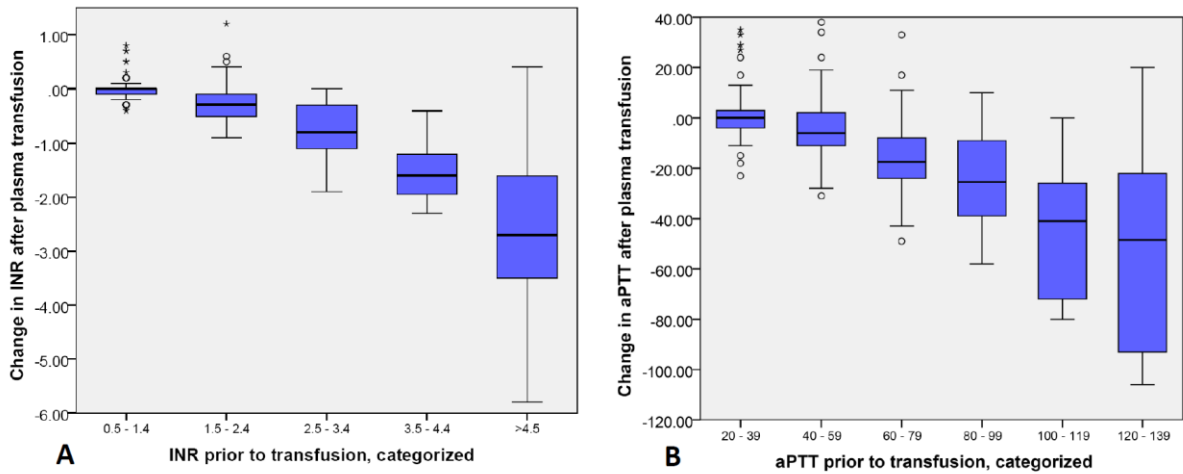 Change in INR after plasma transfusion
1.00
.00
-1.00
-2.00
-3.00
-4.00
-5.00
-6.00
0.5 - 1.4 1.5 - 2.4 2.5 - 3.4 3.5 - 4.4 >4.5
A INR prior to transfusion, categorized
Change in aPTT after plasma transfusion
40.00
20.00
.00
-20.00
-40.00
-60.00
-80.00
-100.00
-120.00
20 - 39 40 - 59 60 - 79 80 - 99 100 - 119 120 - 139
B aPTT prior to transfusion, categorized